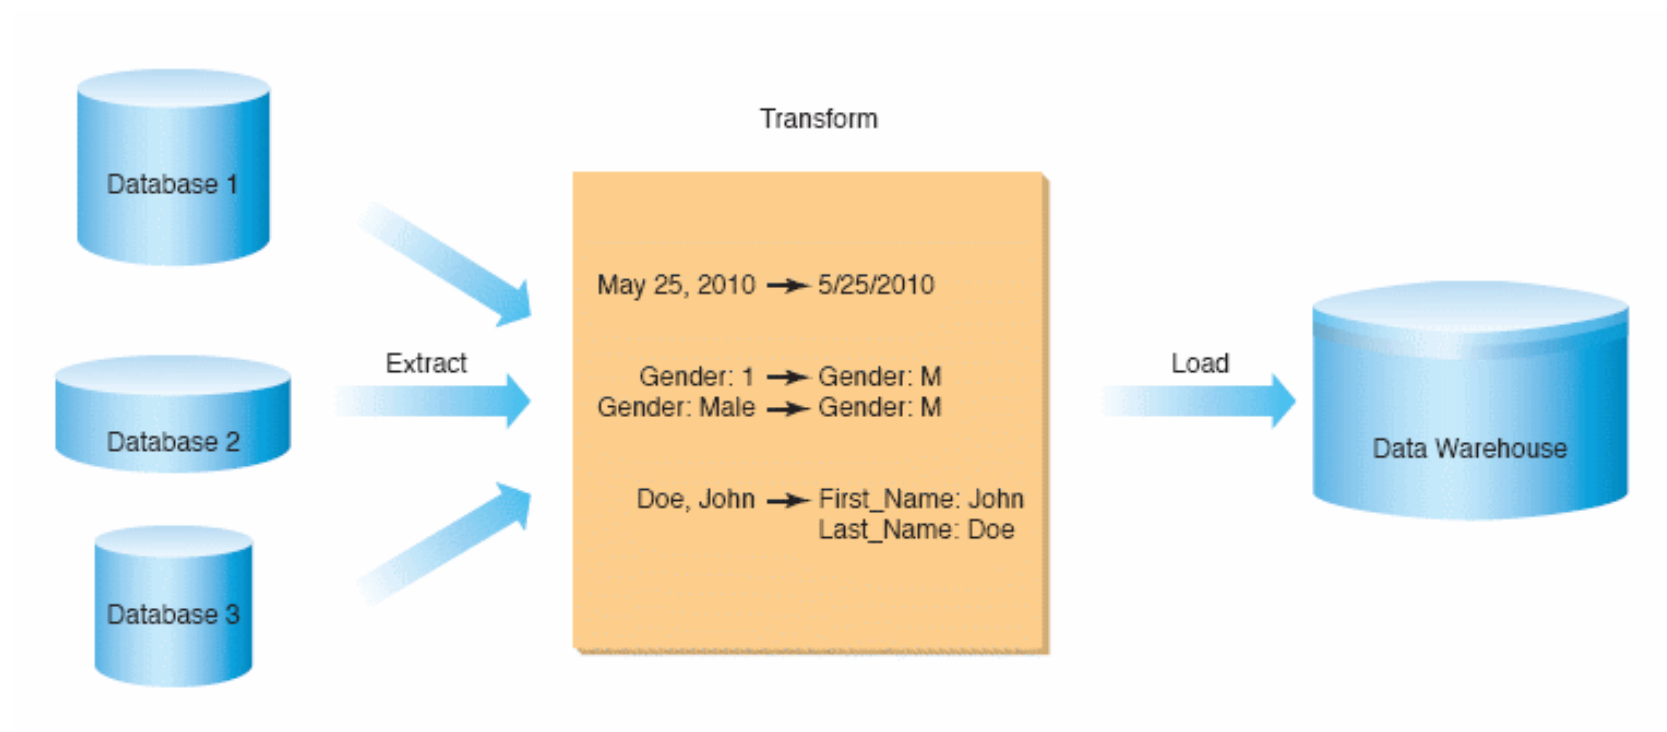 Transform
Database 1
Extract
Database 2
Database 3
May 25, 2010 → 5/25/2010
Gender: 1 → Gender: M
Gender: Male → Gender: M
Doe, John → First_Name: John
Last_Name: Doe
Load
Data Warehouse